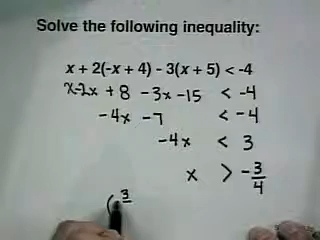 Solve the following inequality:
x + 2(-x + 4) - 3(x + 5) < -4
x - 2x + 8 - 3x - 15 < -4
-4x - 7 < -4
-4x < 3
x > -3/4
(3